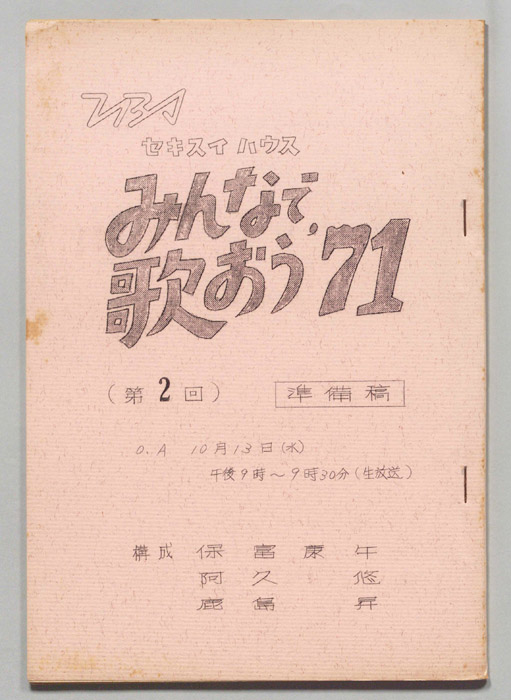 TBS
セキスイ ハウス
みんなで、
歌おう'71
(第2回) 準備稿
O.A 10月13日(水)
午後9時〜9時30分(生放送)
構成 保富康午
阿久 悠
鹿島 昇